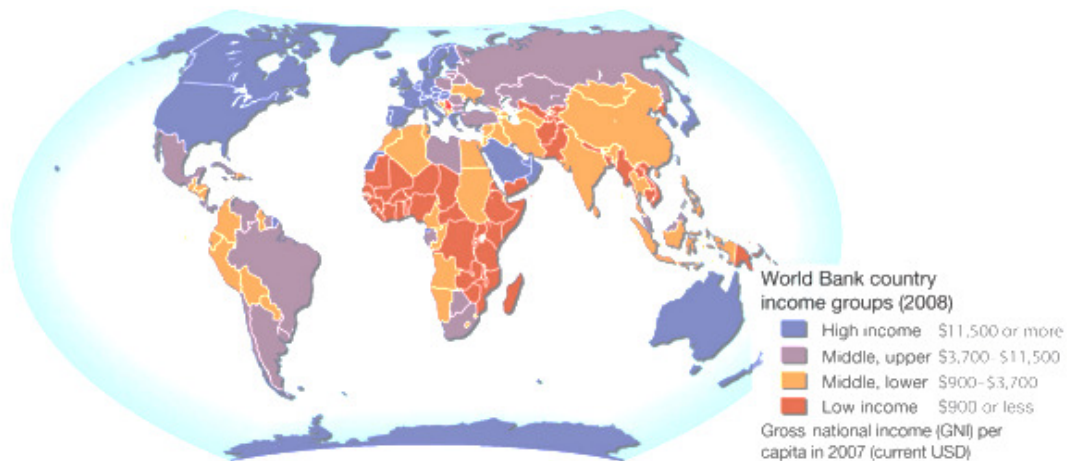 World Bank country
income groups (2008)
High income $11,500 or more
Middle, upper $3,700-$11,500
Middle, lower $900-$3,700
Low income $900 or less
Gross national income (GNI) per
capita in 2007 (current USD)